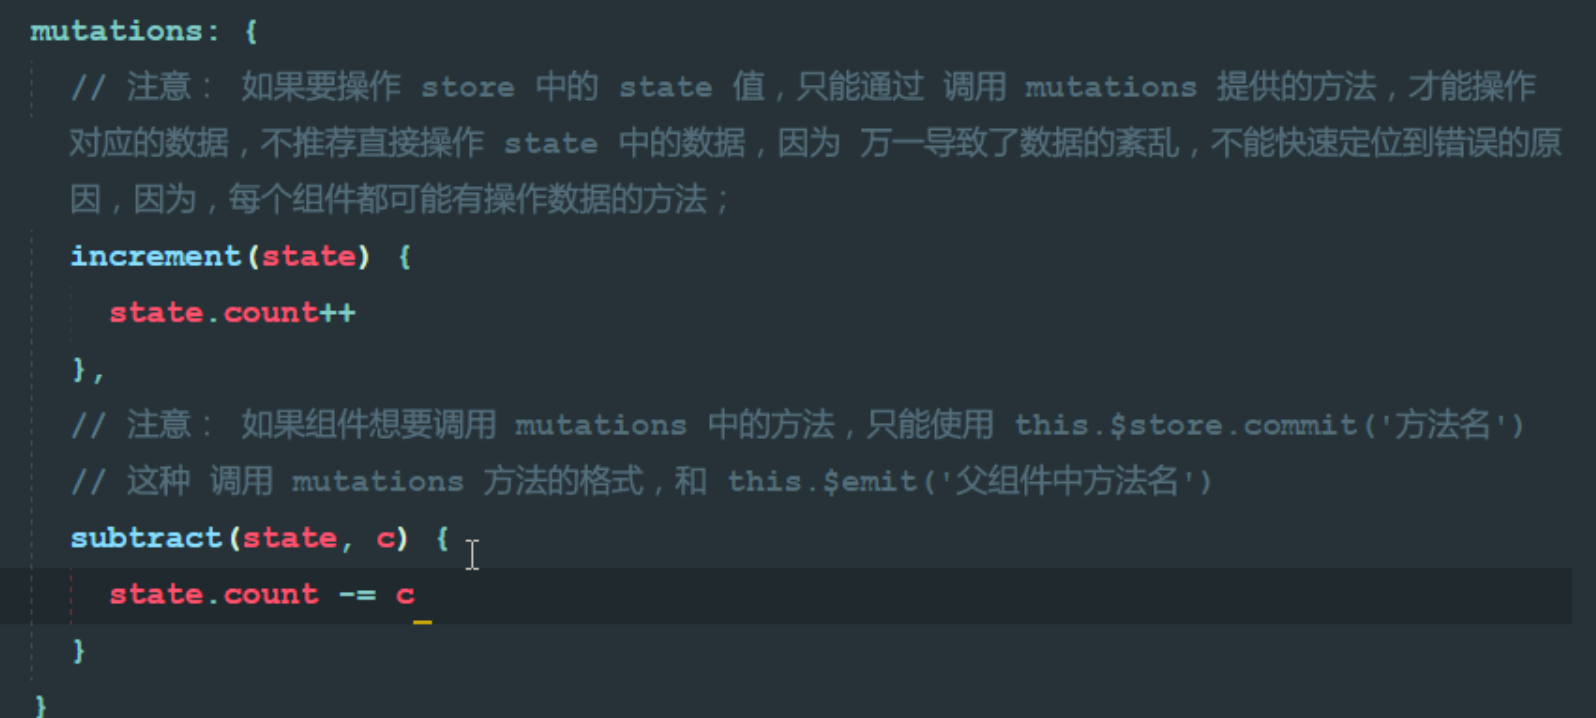 mutations: {
// 注意： 如果要操作 store 中的 state 值，只能通过 调用 mutations 提供的方法，才能操作
对应的数据，不推荐直接操作 state 中的数据，因为 万一导致了数据的紊乱，不能快速定位到错误的原
因，因为，每个组件都可能有操作数据的方法；
increment(state) {
state.count++
},
// 注意： 如果组件想要调用 mutations 中的方法，只能使用 this.$store.commit('方法名')
// 这种 调用 mutations 方法的格式，和 this.$emit('父组件中方法名')
subtract(state, c) {
state.count -= c
}
}